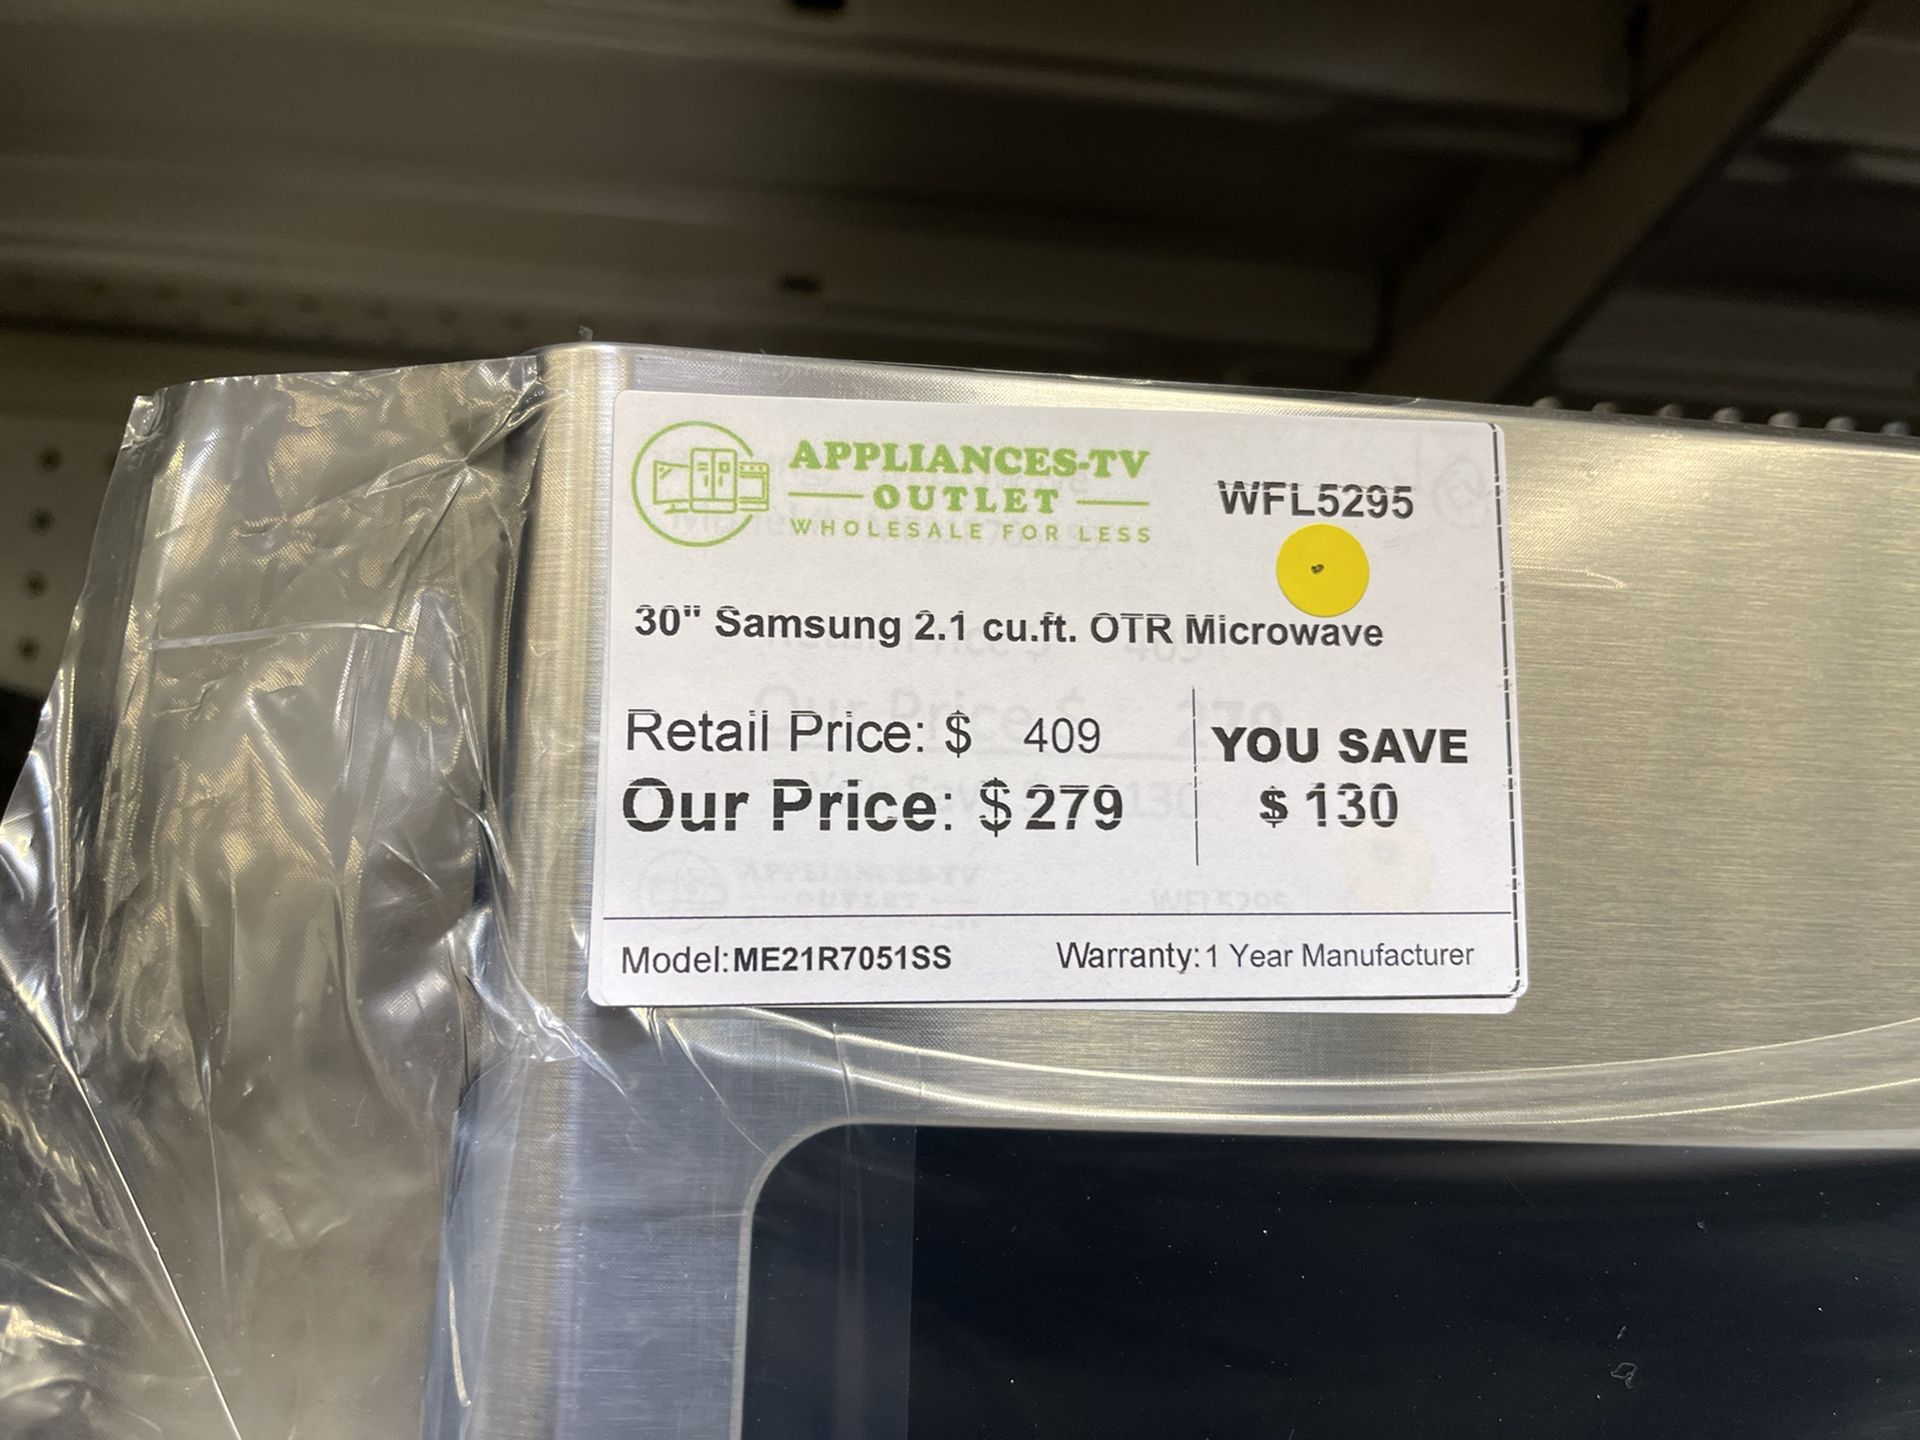 APPLIANCES-TV
OUTLET
WHOLESALE FOR LESS
WFL5295
30" Samsung 2.1 cu.ft. OTR Microwave
Retail Price: $ 409
Our Price: $ 279
YOU SAVE
$ 130
Model: ME21R7051SS
Warranty: 1 Year Manufacturer